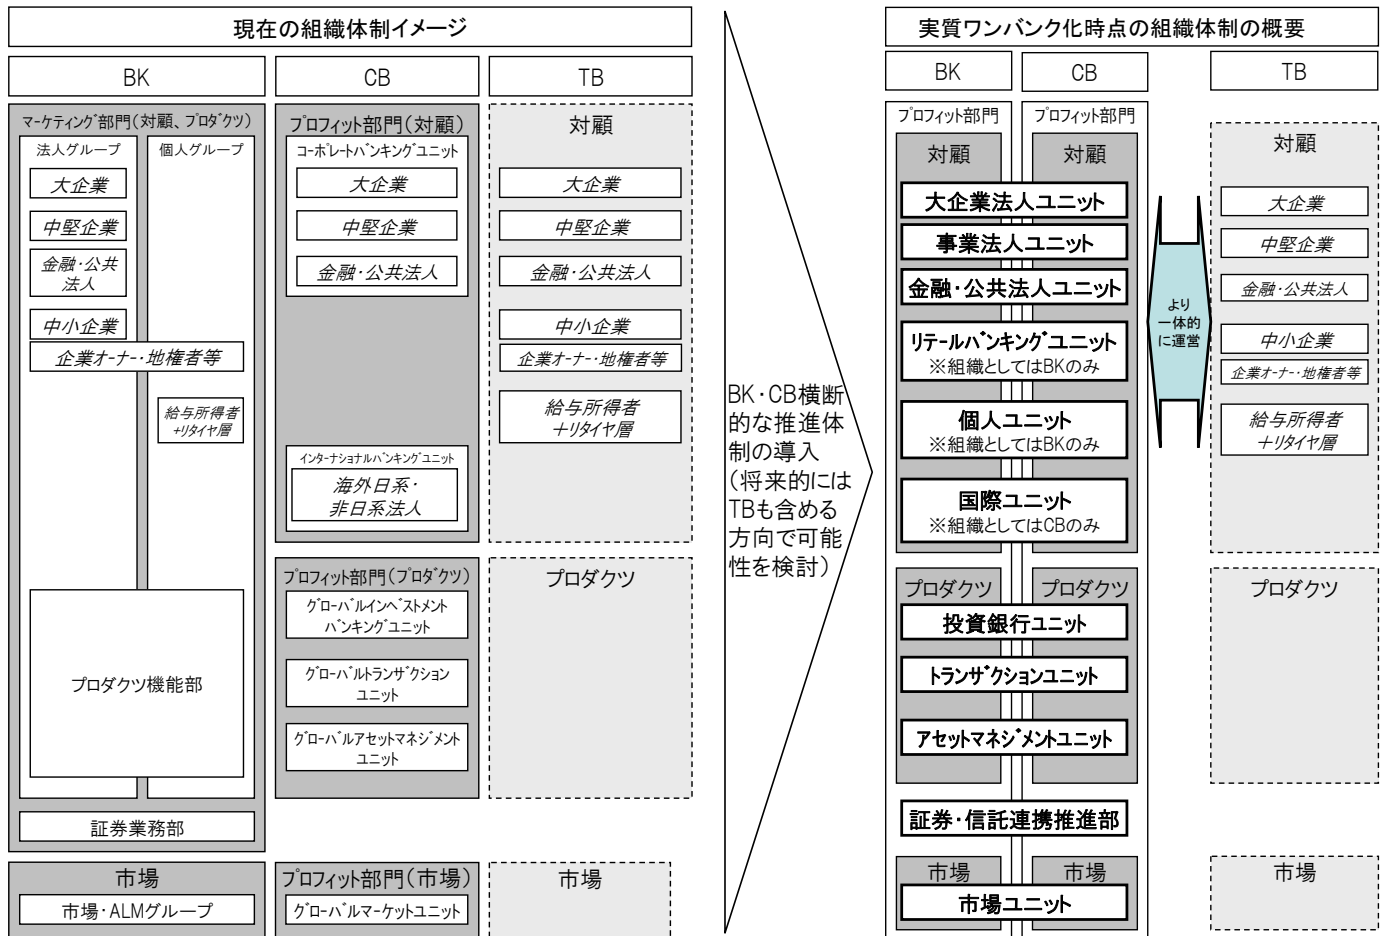 現在の組織体制イメージ
BK
CB
TB
マーケティング部門(対顧、プロダクツ)
法人グループ
個人グループ
大企業
中堅企業
金融・公共
法人
中小企業
企業オーナー・地権者等
給与所得者
+リタイヤ層
プロダクツ機能部
証券業務部
市場
市場・ALMグループ
プロフィット部門(対顧)
コーポレートバンキングユニット
大企業
中堅企業
金融・公共法人
インターナショナルバンキングユニット
海外日系・
非日系法人
プロフィット部門(プロダクツ)
グローバルインベストメント
バンキングユニット
グローバルトランザクション
ユニット
グローバルアセットマネジメント
ユニット
プロフィット部門(市場)
グローバルマーケットユニット
対顧
大企業
中堅企業
金融・公共法人
中小企業
企業オーナー・地権者等
給与所得者
+リタイヤ層
プロダクツ
市場
BK・CB横断
的な推進体
制の導入
(将来的には
TBも含める
方向で可能
性を検討)
実質ワンバンク化時点の組織体制の概要
BK
CB
TB
プロフィット部門
プロフィット部門
対顧
対顧
大企業法人ユニット
事業法人ユニット
金融・公共法人ユニット
リテールバンキングユニット
※組織としてはBKのみ
個人ユニット
※組織としてはBKのみ
国際ユニット
※組織としてはCBのみ
プロダクツ
プロダクツ
投資銀行ユニット
トランザクションユニット
アセットマネジメントユニット
証券・信託連携推進部
市場
市場
市場ユニット
より
一体的
に運営
対顧
大企業
中堅企業
金融・公共法人
中小企業
企業オーナー・地権者等
給与所得者
+リタイヤ層
プロダクツ
市場